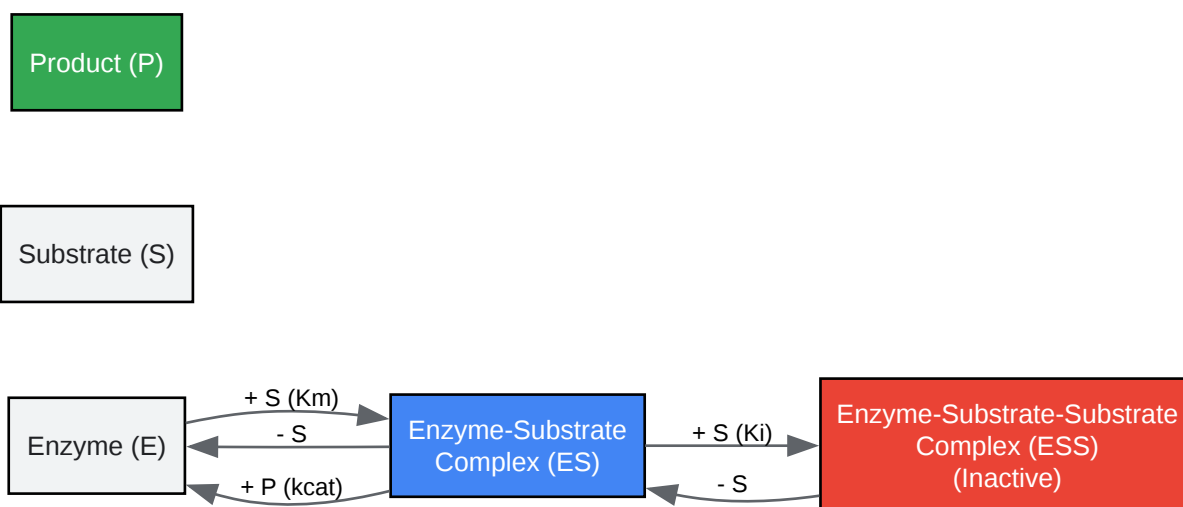 Product (P)
Substrate (S)
Enzyme (E)
+ S (Km)
- S
+ P (kcat)
Enzyme-Substrate
Complex (ES)
+ S (Ki)
- S
Enzyme-Substrate-Substrate
Complex (ESS)
(Inactive)